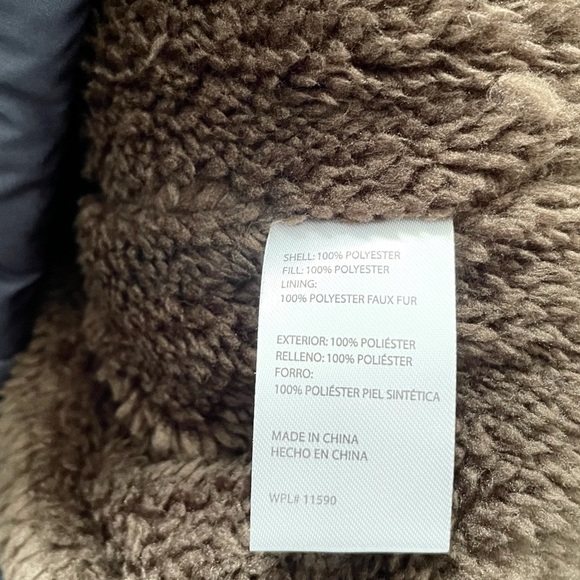 SHELL: 100% POLYESTER
FILL: 100% POLYESTER
LINING:
100% POLYESTER FAUX FUR
EXTERIOR: 100% POLIÉSTER
RELLENO: 100% POLIÉSTER
FORRO:
100% POLIÉSTER PIEL SINTÉTICA
MADE IN CHINA
HECHO EN CHINA
WPL# 11590